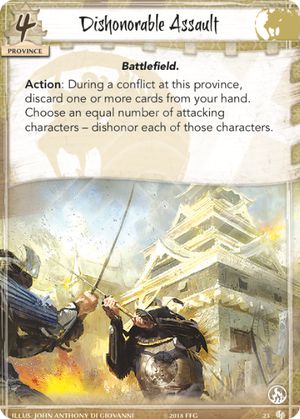 4
Dishonorable Assault
PROVINCE
Battlefield.
Action: During a conflict at this province,
discard one or more cards from your hand.
Choose an equal number of attacking
characters – dishonor each of those characters.
ILLUS. JOHN ANTHONY DI GIOVANNI
©2018 FFG
23